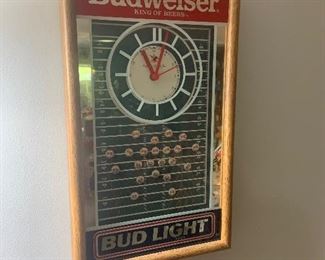 Budweiser
KING OF BEERS
BUD LIGHT